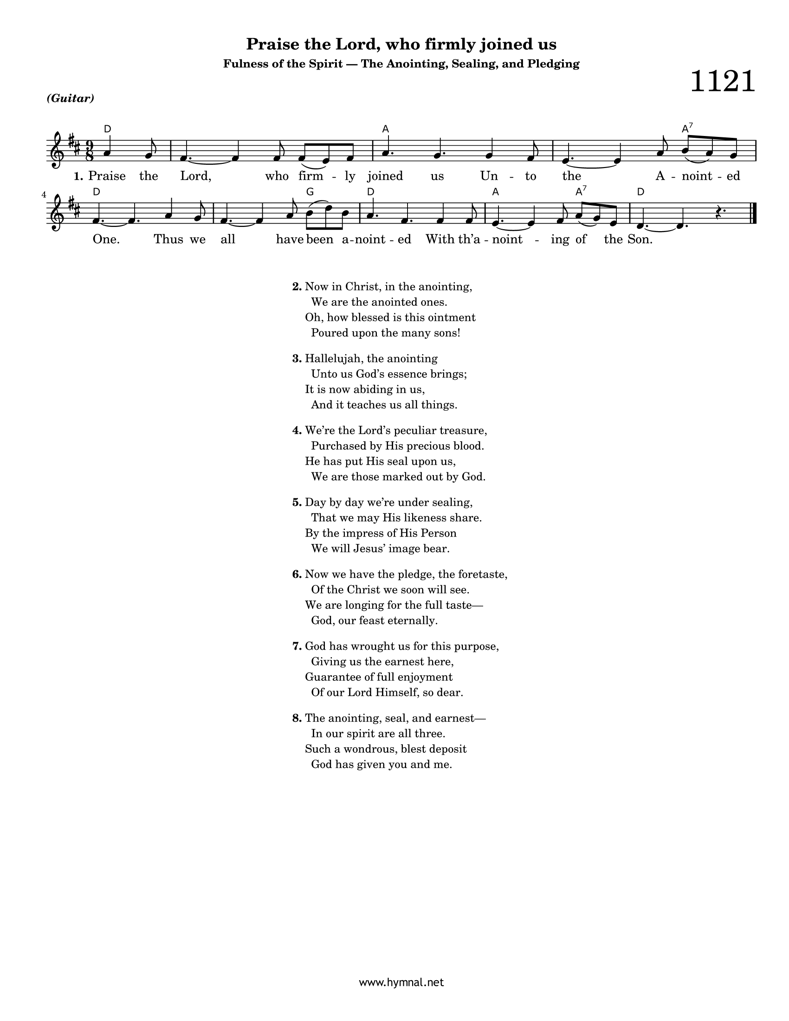 Praise the Lord, who firmly joined us
Fulness of the Spirit — The Anointing, Sealing, and Pledging
1121
(Guitar)
D A A7
9
8
1. Praise the Lord, who firm - ly joined us Un - to the A - noint - ed
4
D G D A A7 D
One. Thus we all have been a - noint - ed With th'a - noint - ing of the Son.
2. Now in Christ, in the anointing,
We are the anointed ones.
Oh, how blessed is this ointment
Poured upon the many sons!
3. Hallelujah, the anointing
Unto us God's essence brings;
It is now abiding in us,
And it teaches us all things.
4. We're the Lord's peculiar treasure,
Purchased by His precious blood.
He has put His seal upon us,
We are those marked out by God.
5. Day by day we're under sealing,
That we may His likeness share.
By the impress of His Person
We will Jesus' image bear.
6. Now we have the pledge, the foretaste,
Of the Christ we soon will see.
We are longing for the full taste—
God, our feast eternally.
7. God has wrought us for this purpose,
Giving us the earnest here,
Guarantee of full enjoyment
Of our Lord Himself, so dear.
8. The anointing, seal, and earnest—
In our spirit are all three.
Such a wondrous, blest deposit
God has given you and me.
www.hymnal.net